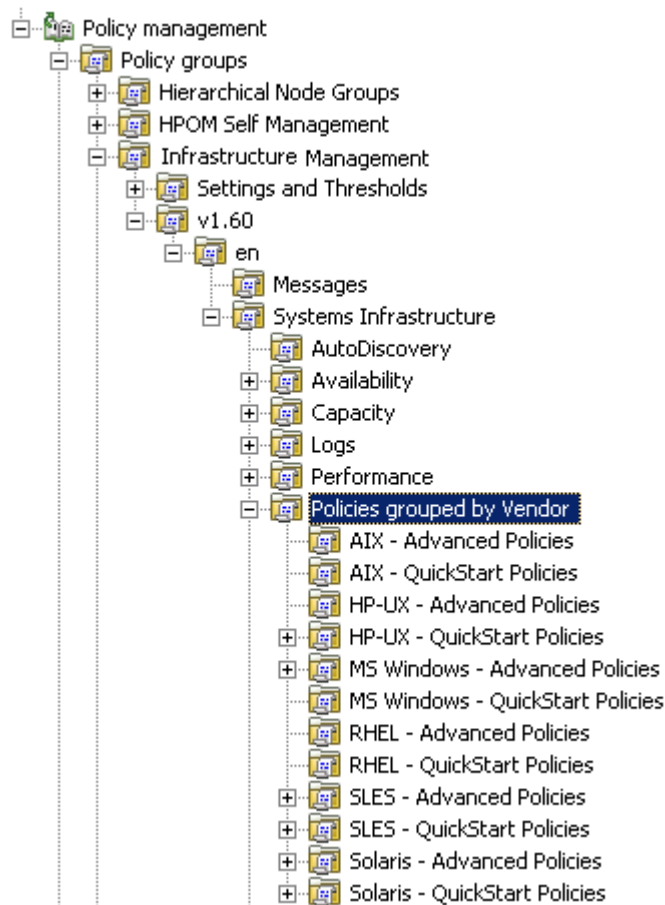 Policy management
Policy groups
Hierarchical Node Groups
HPOM Self Management
Infrastructure Management
Settings and Thresholds
v1.60
en
Messages
Systems Infrastructure
AutoDiscovery
Availability
Capacity
Logs
Performance
Policies grouped by Vendor
AIX - Advanced Policies
AIX - QuickStart Policies
HP-UX - Advanced Policies
HP-UX - QuickStart Policies
MS Windows - Advanced Policies
MS Windows - QuickStart Policies
RHEL - Advanced Policies
RHEL - QuickStart Policies
SLES - Advanced Policies
SLES - QuickStart Policies
Solaris - Advanced Policies
Solaris - QuickStart Policies